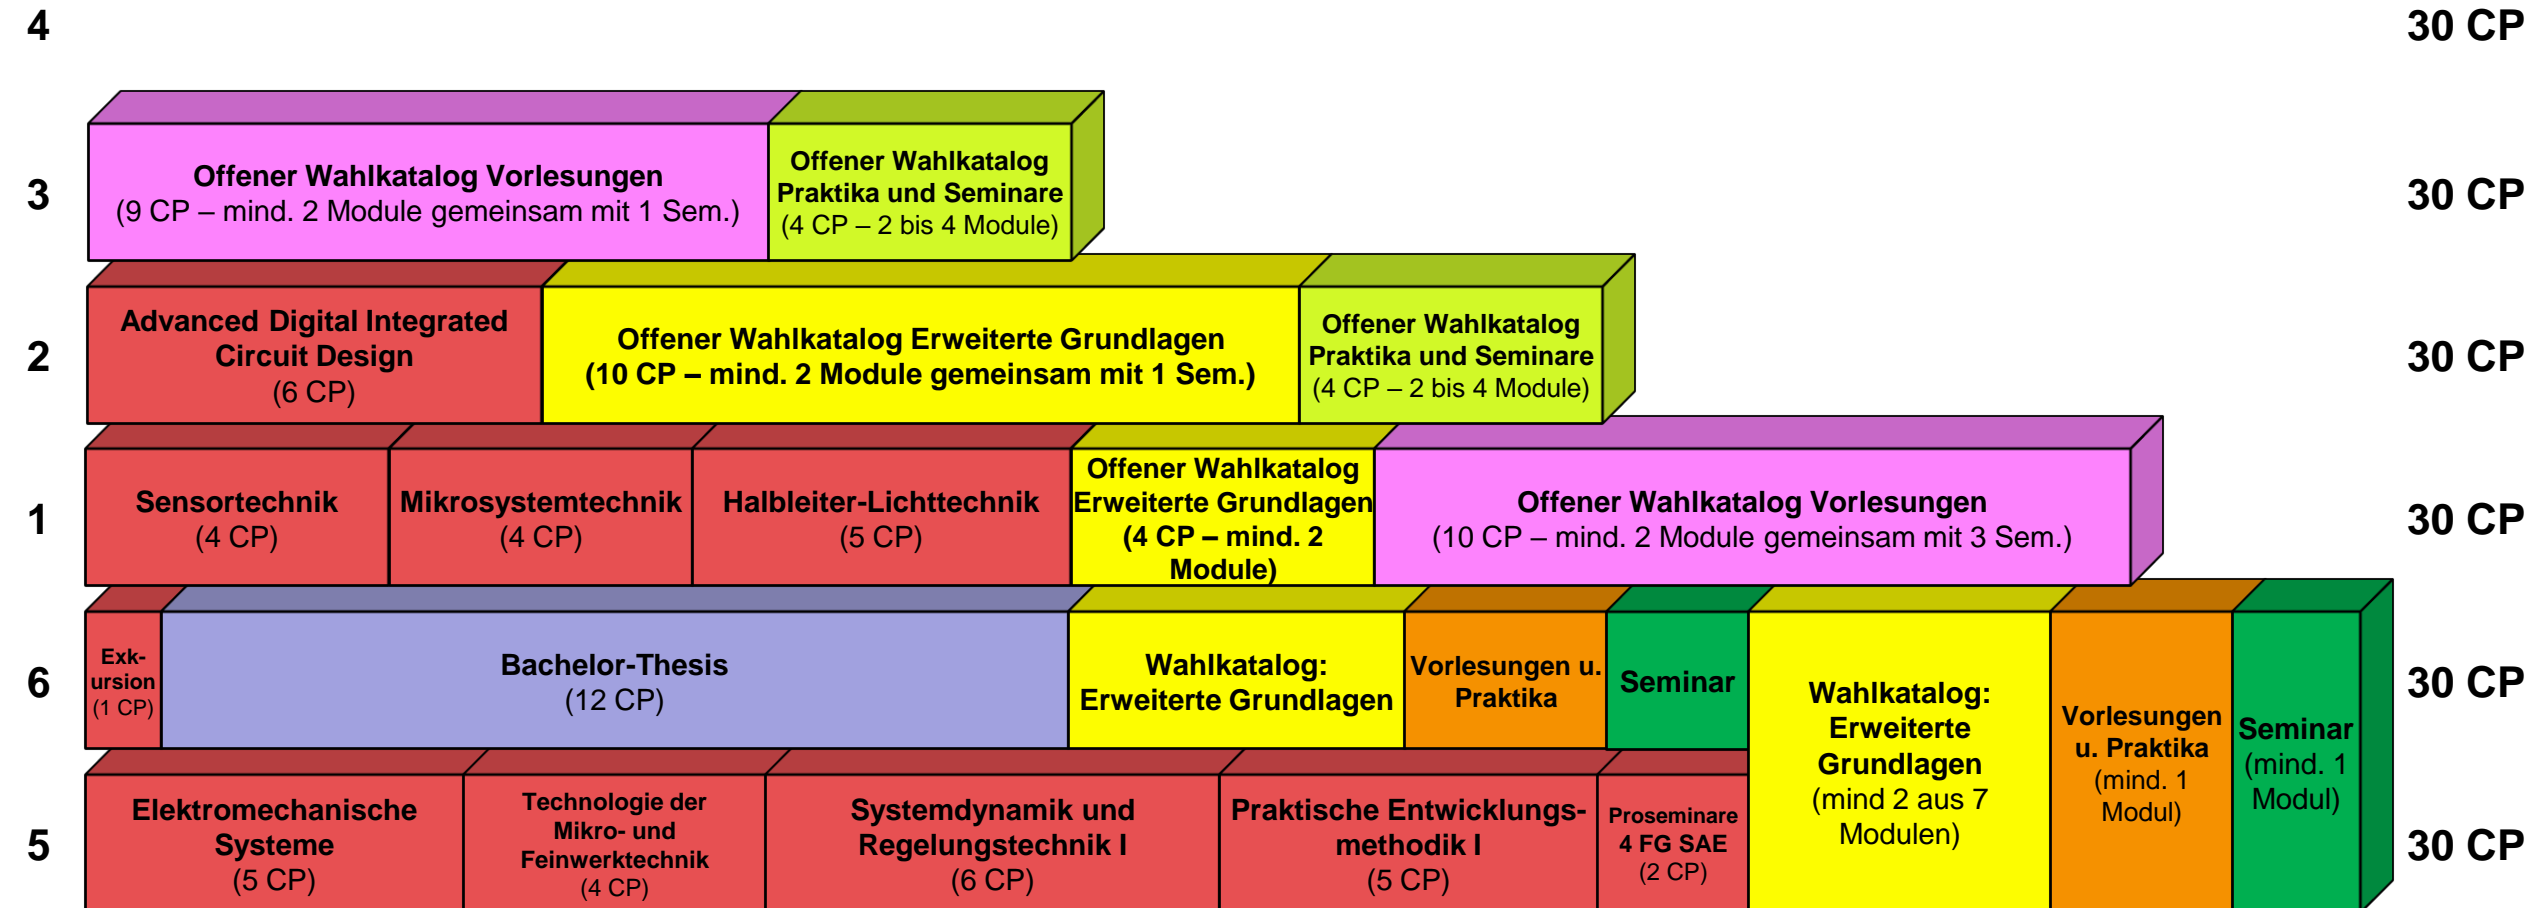 4
30 CP
3
Offener Wahlkatalog Vorlesungen
(9 CP – mind. 2 Module gemeinsam mit 1 Sem.)
Offener Wahlkatalog
Praktika und Seminare
(4 CP – 2 bis 4 Module)
30 CP
2
Advanced Digital Integrated
Circuit Design
(6 CP)
Offener Wahlkatalog Erweiterte Grundlagen
(10 CP – mind. 2 Module gemeinsam mit 1 Sem.)
Offener Wahlkatalog
Praktika und Seminare
(4 CP – 2 bis 4 Module)
30 CP
1
Sensortechnik
(4 CP)
Mikrosystemtechnik
(4 CP)
Halbleiter-Lichttechnik
(5 CP)
Offener Wahlkatalog
Erweiterte Grundlagen
(4 CP – mind. 2
Module)
Offener Wahlkatalog Vorlesungen
(10 CP – mind. 2 Module gemeinsam mit 3 Sem.)
30 CP
6
Exk-
ursion
(1 CP)
Bachelor-Thesis
(12 CP)
Wahlkatalog:
Erweiterte Grundlagen
Vorlesungen u.
Praktika
Seminar
Wahlkatalog:
Erweiterte
Grundlagen
(mind 2 aus 7
Modulen)
Vorlesungen
u. Praktika
(mind. 1
Modul)
Seminar
(mind. 1
Modul)
30 CP
5
Elektromechanische
Systeme
(5 CP)
Technologie der
Mikro- und
Feinwerktechnik
(4 CP)
Systemdynamik und
Regelungstechnik I
(6 CP)
Praktische Entwicklungs-
methodik I
(5 CP)
Proseminare
4 FG SAE
(2 CP)
30 CP